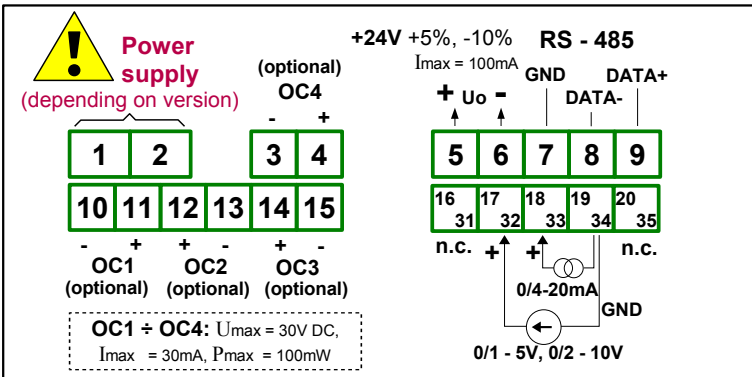 !
Power
supply
(depending on version)
(optional)
OC4
- +
1 2 3 4
10 11 12 13 14 15
- + + - + -
OC1 OC2 OC3
(optional) (optional) (optional)
OC1 ÷ OC4: Umax = 30V DC,
Imax = 30mA, Pmax = 100mW
+24V +5%, -10% RS - 485
Imax = 100mA
GND DATA+
+ Uo - DATA-
5 6 7 8 9
16 17 18 19 20
31 32 33 34 35
n.c. + + n.c.
0/4-20mA
GND
0/1 - 5V, 0/2 - 10V